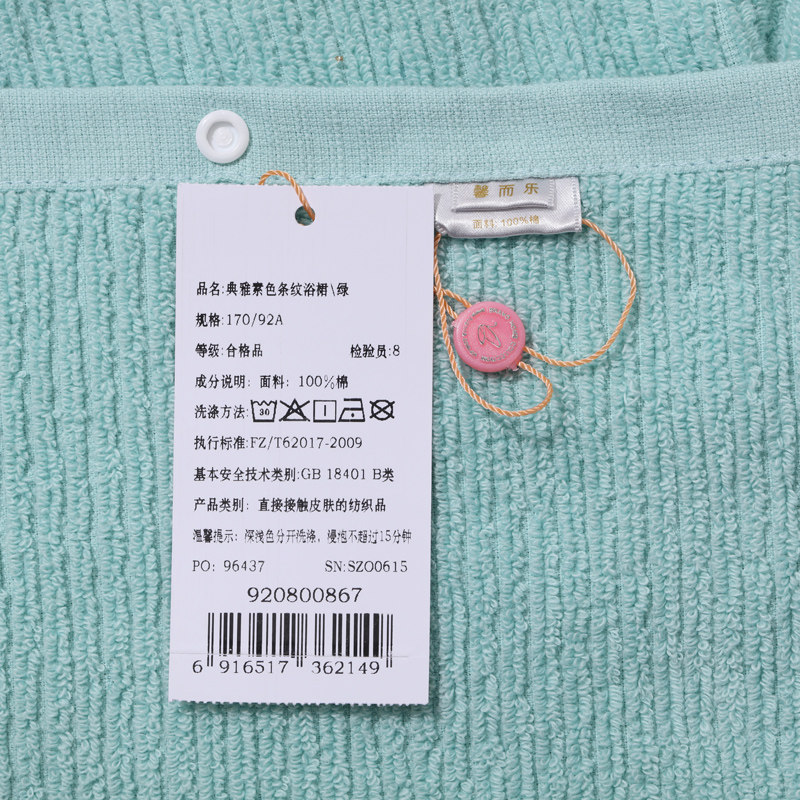 馨而乐
面料:100%棉
品名:典雅素色条纹浴裙\绿
规格:170/92A
等级:合格品 检验员:8
成分说明: 面料: 100%棉
洗涤方法: 30
执行标准:FZ/T62017-2009
基本安全技术类别:GB 18401 B类
产品类别: 直接接触皮肤的纺织品
温馨提示: 深浅色分开洗涤, 浸泡不超过15分钟
PO: 96437 SN:SZO0615
920800867
6 916517 362149